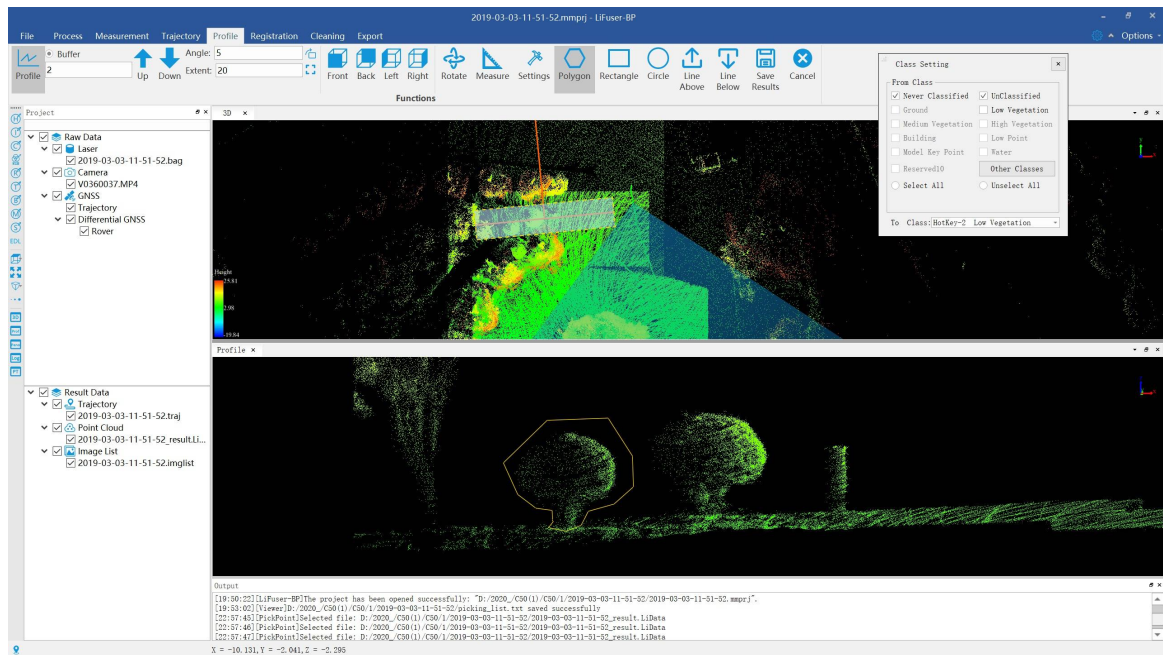 2019-03-03-11-51-52.mmprj - LiFuser-BP
File Process Measurement Trajectory Profile Registration Cleaning Export
Options
Buffer
2
Profile
Up Down
Angle: 5
Extent: 20
Front Back Left Right Rotate Measure Settings Polygon Rectangle Circle Line Above Line Below Save Results Cancel
Functions
Project
Raw Data
Laser
2019-03-03-11-51-52.bag
Camera
V0360037.MP4
GNSS
Trajectory
Differential GNSS
Rover
EDL
Result Data
Trajectory
2019-03-03-11-51-52.traj
Point Cloud
2019-03-03-11-51-52_result.Li...
Image List
2019-03-03-11-51-52.imglist
3D
Height
25.81
2.98
-19.84
Class Setting
From Class
Never Classified UnClassified
Ground Low Vegetation
Medium Vegetation High Vegetation
Building Low Point
Model Key Point Water
Reserved10 Other Classes
Select All Unselect All
To Class: HotKey-2 Low Vegetation
Profile
Output
[19:50:22][LiFuser-BP]The project has been opened successfully: "D:/2020_/C50(1)/C50/1/2019-03-03-11-51-52/2019-03-03-11-51-52.mmprj".
[19:53:02][Viewer]D:/2020_/C50(1)/C50/1/2019-03-03-11-51-52/picking_list.txt saved successfully
[22:57:45][PickPoint]Selected file: D:/2020_/C50(1)/C50/1/2019-03-03-11-51-52/2019-03-03-11-51-52_result.LiData
[22:57:46][PickPoint]Selected file: D:/2020_/C50(1)/C50/1/2019-03-03-11-51-52/2019-03-03-11-51-52_result.LiData
[22:57:47][PickPoint]Selected file: D:/2020_/C50(1)/C50/1/2019-03-03-11-51-52/2019-03-03-11-51-52_result.LiData
X = -10.131,Y = -2.041,Z = -2.295